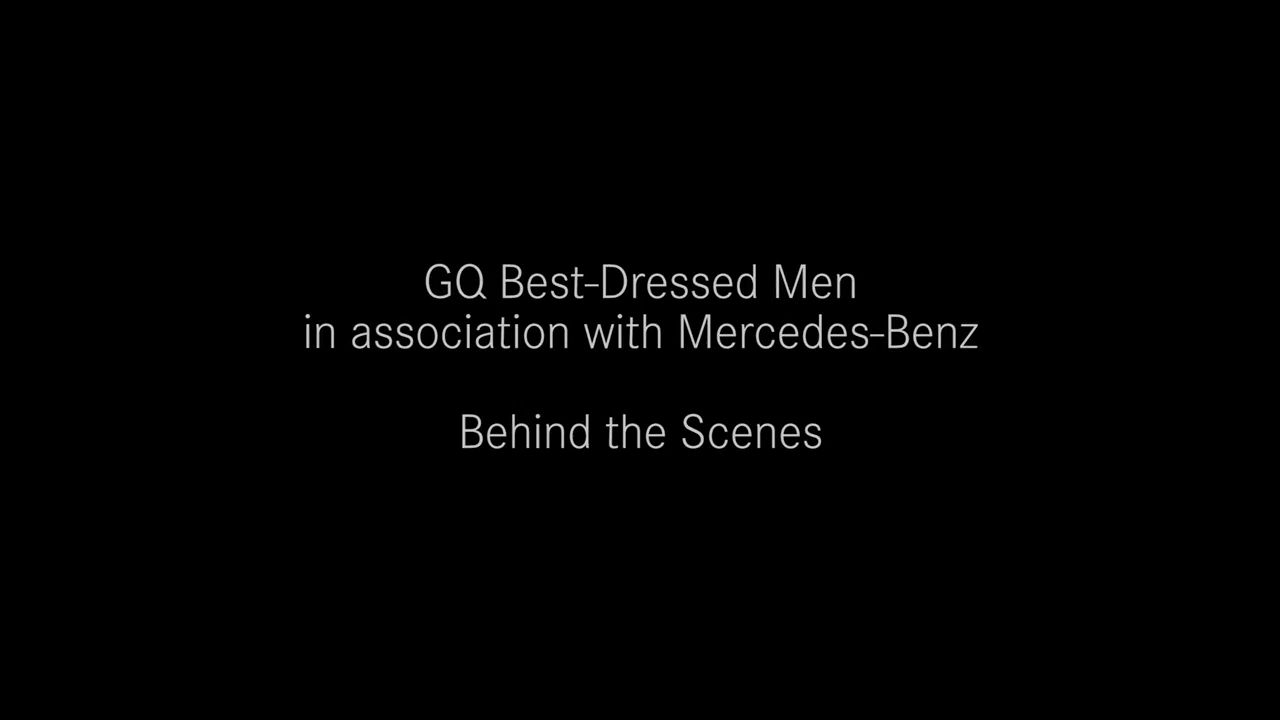 GQ Best-Dressed Men
in association with Mercedes-Benz
Behind the Scenes